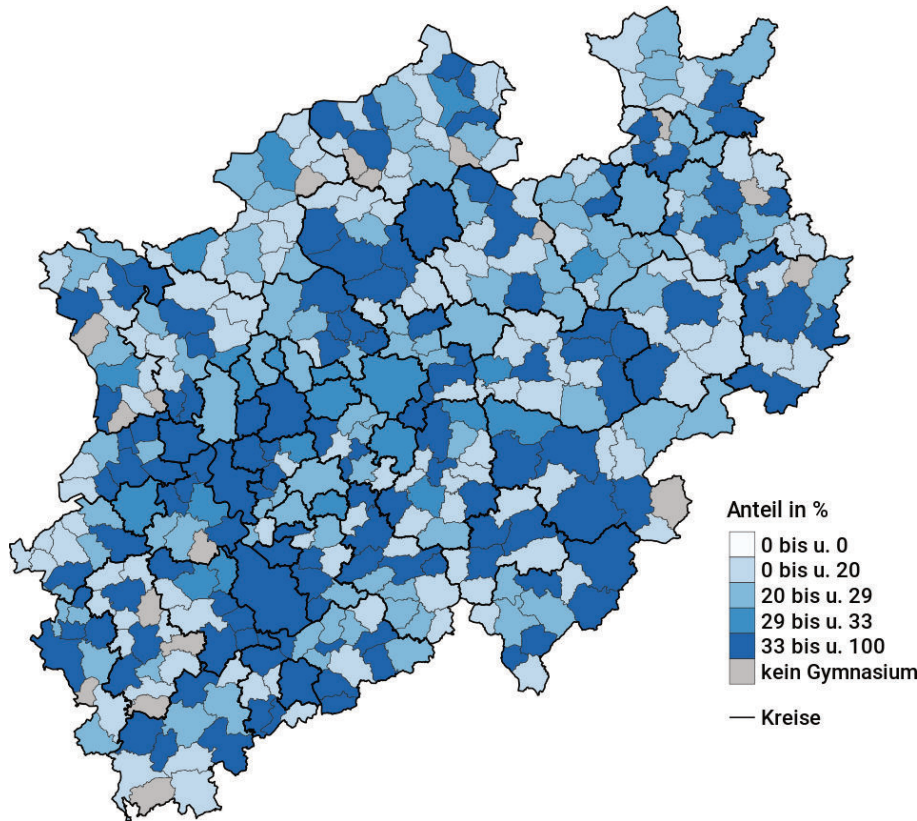 Anteil in %
0 bis u. 0
0 bis u. 20
20 bis u. 29
29 bis u. 33
33 bis u. 100
kein Gymnasium
Kreise